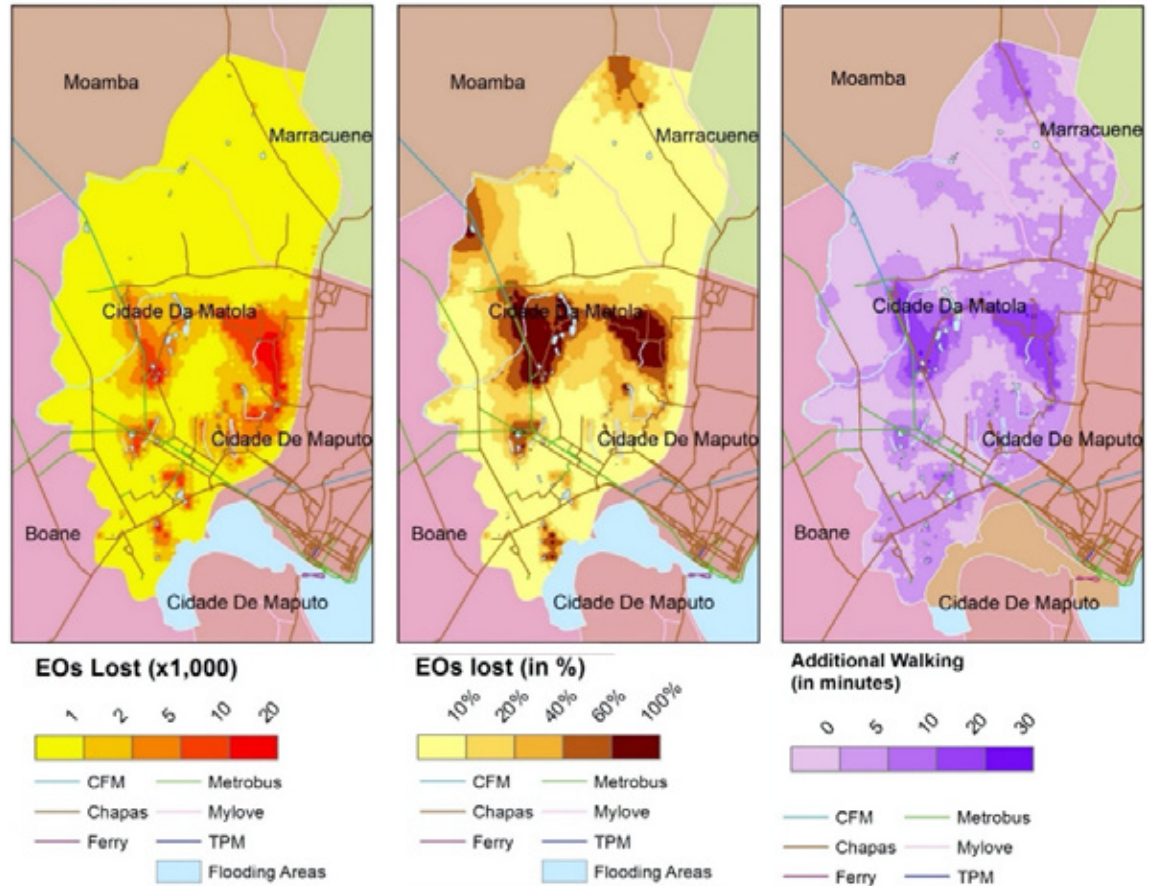 Moamba
Marracuene
Cidade Da Matola
Cidade De Maputo
Boane
Cidade De Maputo
EOs Lost (x1,000)
1 2 5 10 20
CFM Metrobus
Chapas Mylove
Ferry TPM
Flooding Areas
Moamba
Marracuene
Cidade Da Matola
Cidade De Maputo
Boane
Cidade De Maputo
EOs lost (in %)
10% 20% 40% 60% 100%
CFM Metrobus
Chapas Mylove
Ferry TPM
Flooding Areas
Moamba
Marracuene
Cidade Da Matola
Cidade De Maputo
Boane
Cidade De Maputo
Additional Walking
(in minutes)
0 5 10 20 30
CFM Metrobus
Chapas Mylove
Ferry TPM